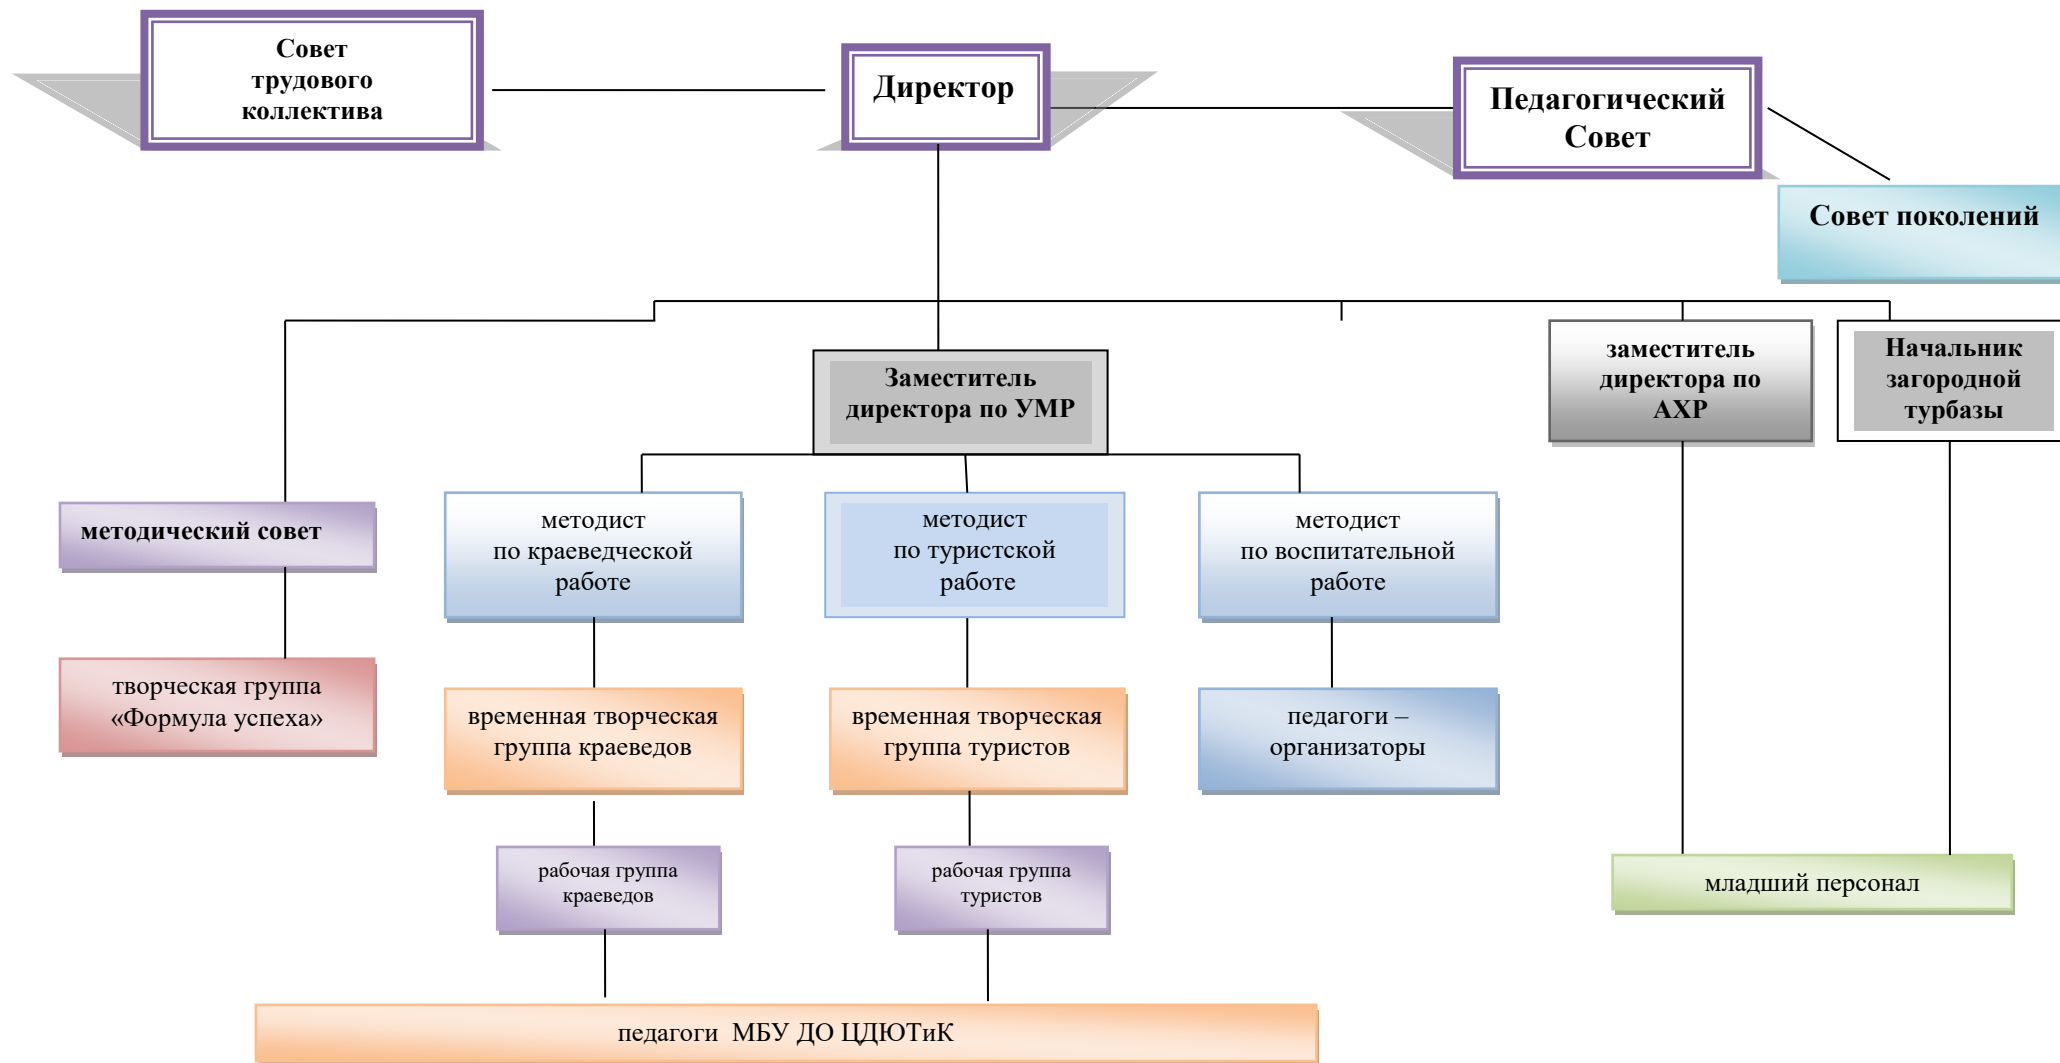 Совет
трудового
коллектива
Директор
Педагогический
Совет
Совет поколений
Заместитель
директора по УМР
заместитель
директора по
АХР
Начальник
загородной
турбазы
методический совет
методист
по краеведческой
работе
методист
по туристской
работе
методист
по воспитательной
работе
творческая группа
«Формула успеха»
временная творческая
группа краеведов
временная творческая
группа туристов
педагоги –
организаторы
рабочая группа
краеведов
рабочая группа
туристов
младший персонал
педагоги МБУ ДО ЦДЮТиК